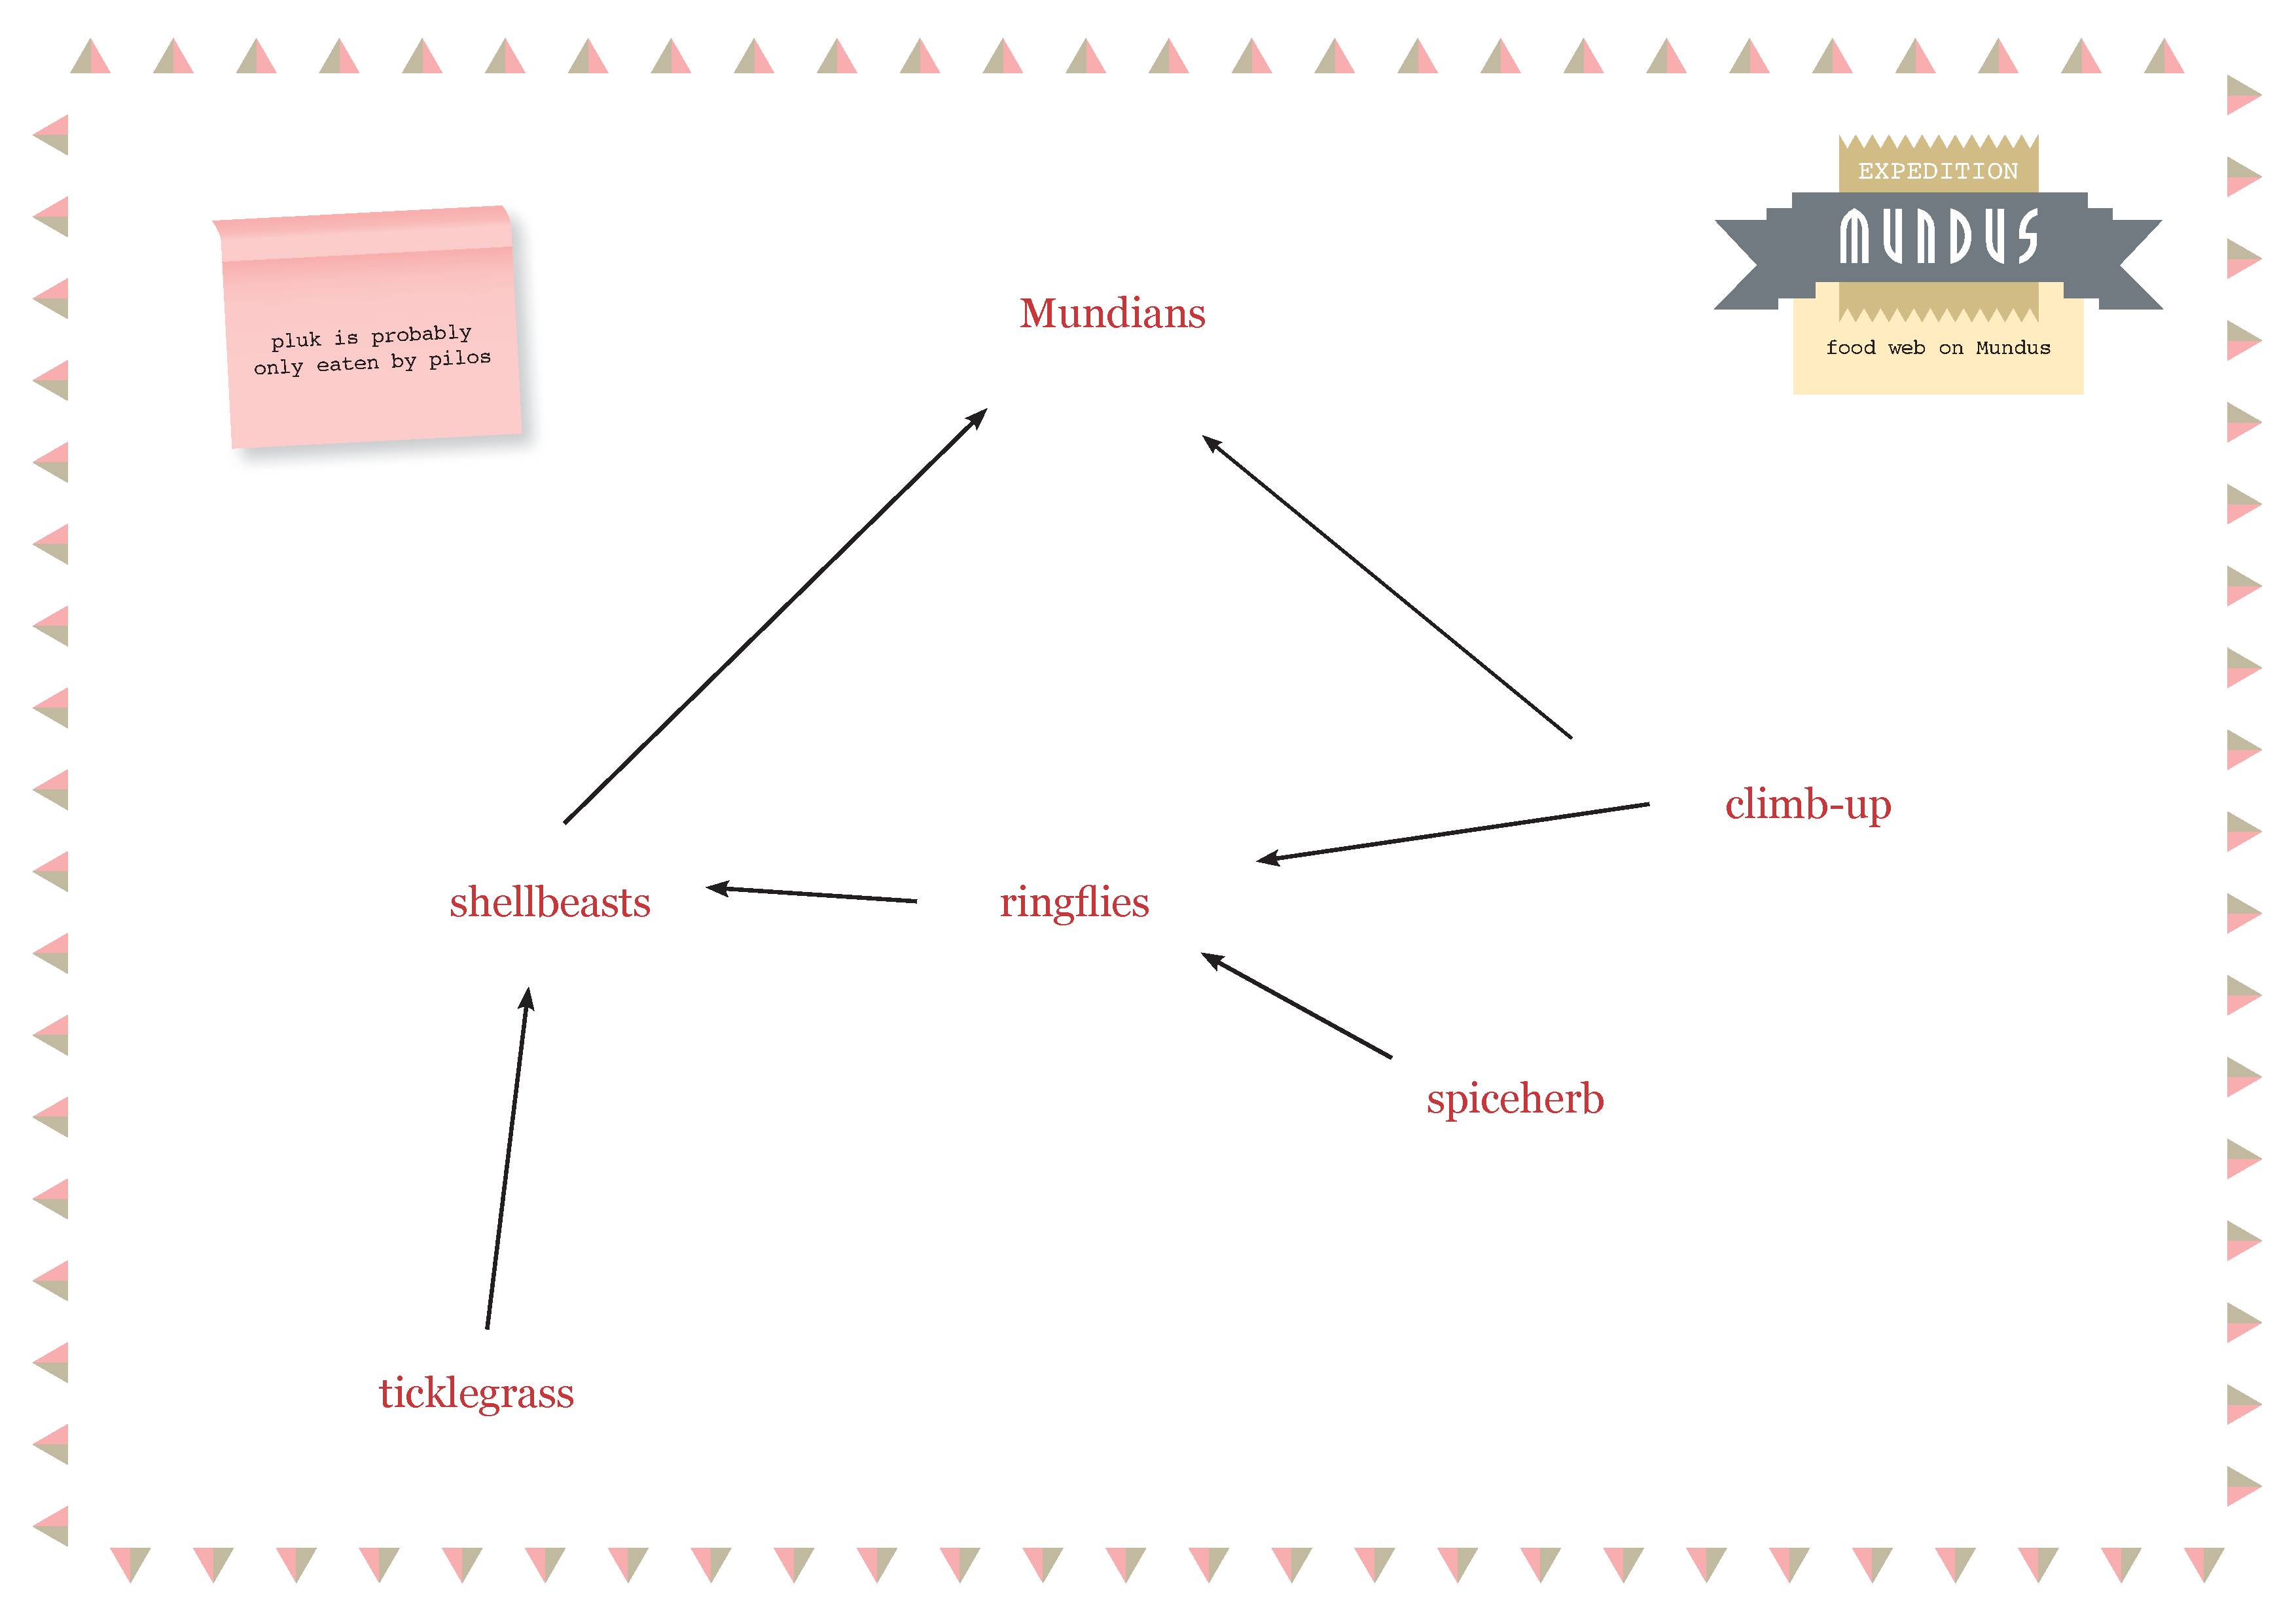 EXPEDITION
MUNDUS
food web on Mundus
pluk is probably
only eaten by pilos
Mundians
climb-up
shellbeasts
ringflies
spiceherb
ticklegrass